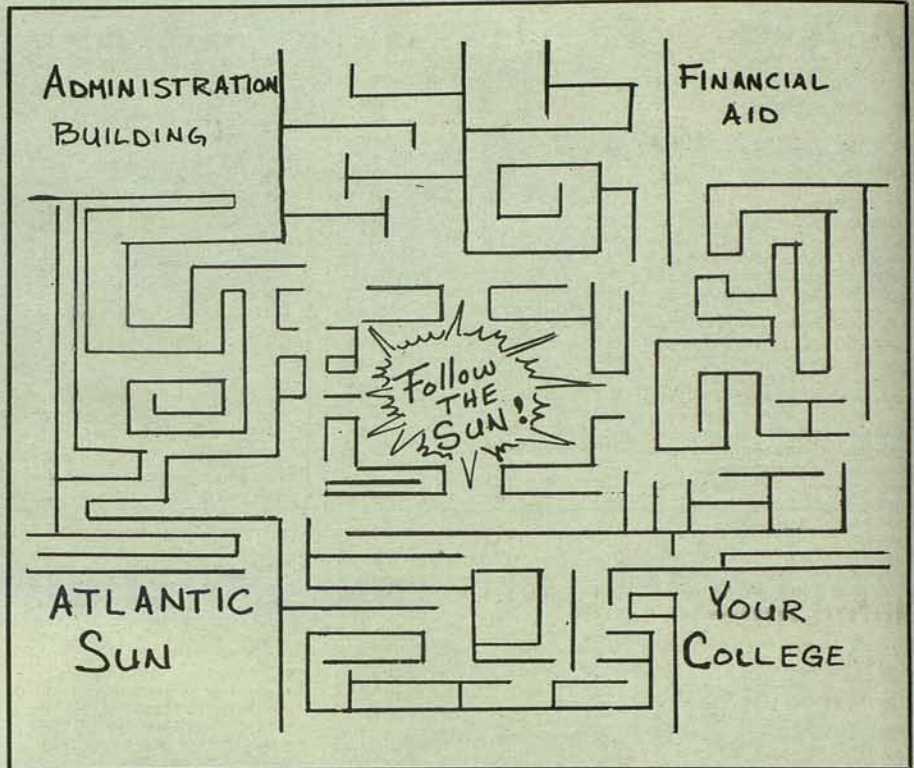 ADMINISTRATION
BUILDING
FINANCIAL
AID
Follow
THE
SUN!
ATLANTIC
SUN
YOUR
COLLEGE